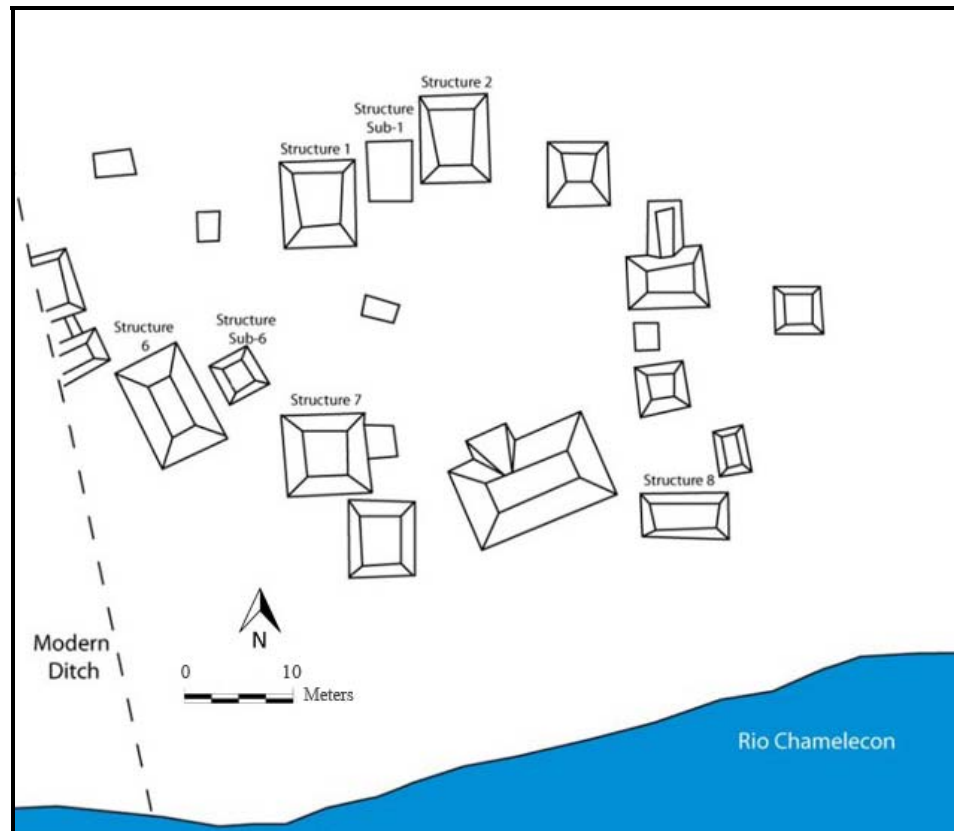 Structure 2
Structure
Sub-1
Structure 1
Structure
6
Structure
Sub-6
Structure 7
Structure 8
N
Modern
Ditch
0 10
Meters
Rio Chamelecon